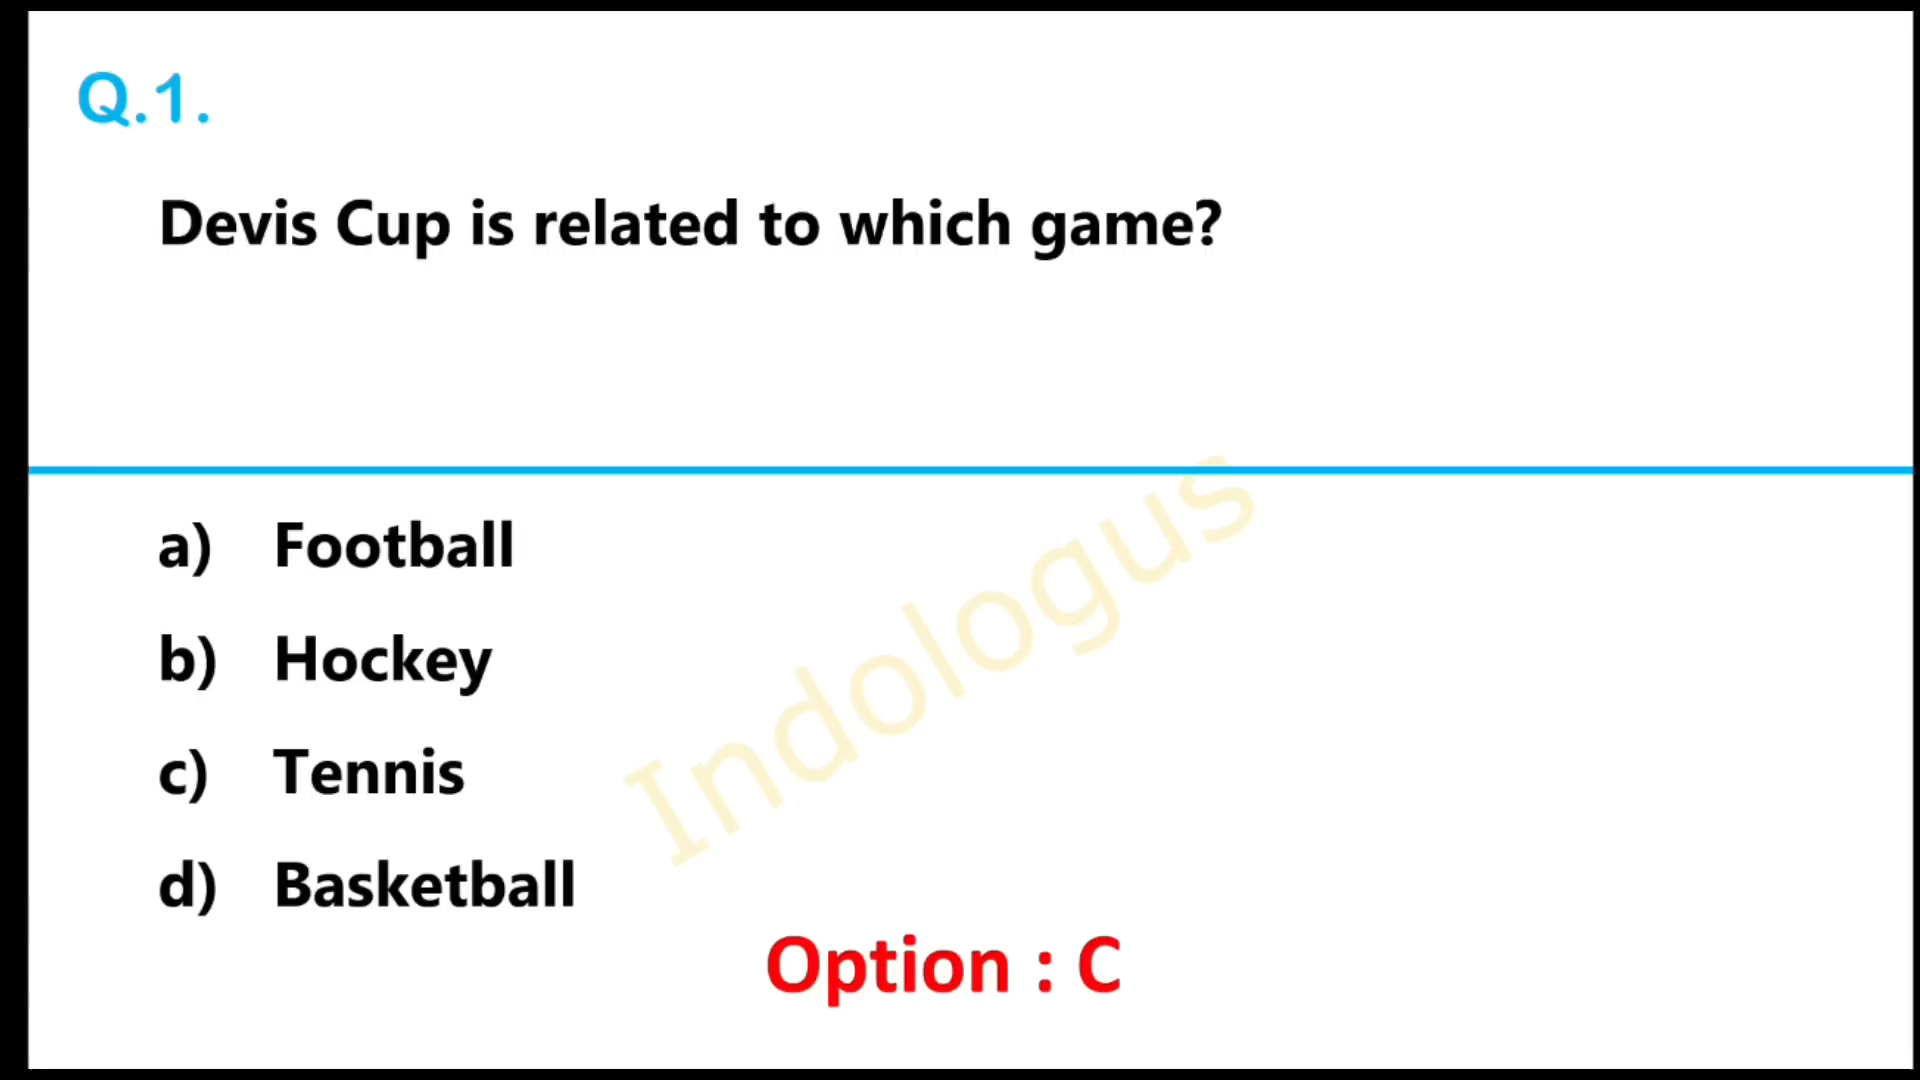 Q.1.
Devis Cup is related to which game?
a) Football
b) Hockey
c) Tennis
d) Basketball
Indologus
Option : C